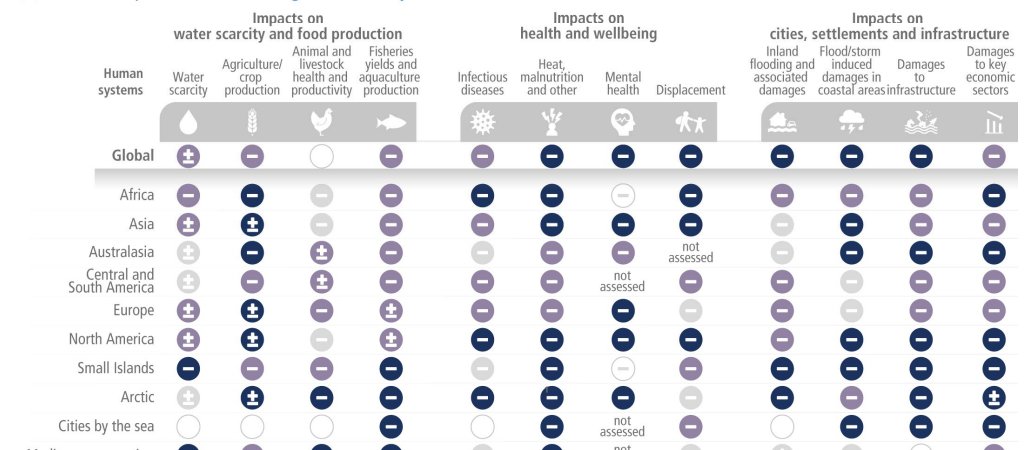 Impacts on
water scarcity and food production
Impacts on
health and wellbeing
Impacts on
cities, settlements and infrastructure
Human
systems
Water
scarcity
Agriculture/
crop
production
Animal and
livestock
health and
productivity
Fisheries
yields and
aquaculture
production
Infectious
diseases
Heat,
malnutrition
and other
Mental
health
Displacement
Inland
flooding and
associated
damages
Flood/storm
induced
damages in
coastal areas
Damages
to
infrastructure
Damages
to key
economic
sectors
Global ± − − − − − − − − − −
Africa − − − − − − − − − − − −
Asia ± ± − − − − − − − − − −
Australasia ± − ± − − − − not assessed − − − −
Central and
South America ± − ± − − − not assessed − − − − −
Europe ± ± − ± − − − − − − − −
North America ± ± − ± − − − − − − − −
Small Islands − − − − − − − − − − − −
Arctic ± ± − − − − − − − − − ±
Cities by the sea − − not assessed − − − −